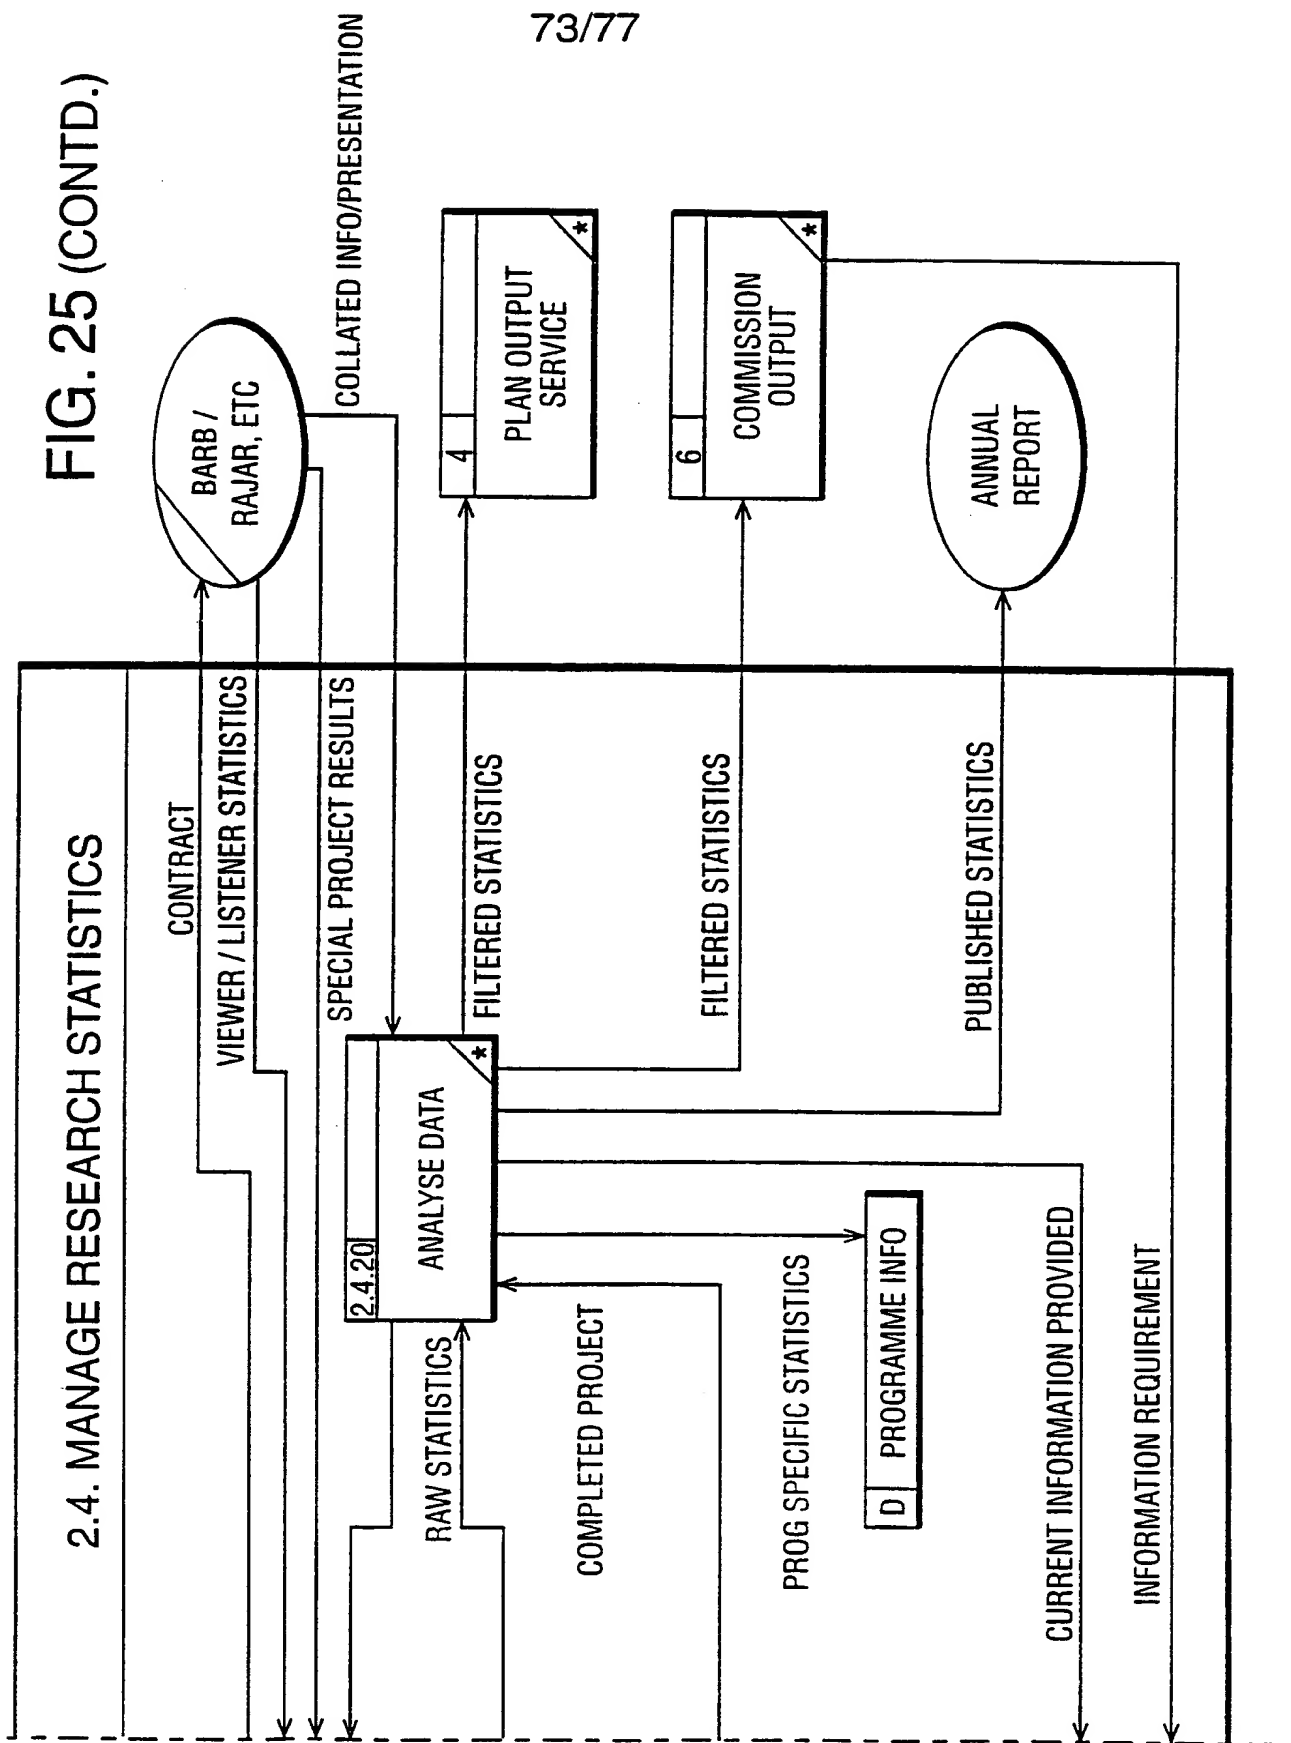 73/77
FIG. 25 (CONTD.)
2.4. MANAGE RESEARCH STATISTICS
CONTRACT
BARB /
RAJAR, ETC
VIEWER / LISTENER STATISTICS
SPECIAL PROJECT RESULTS
COLLATED INFO/PRESENTATION
2.4.20
ANALYSE DATA
*
RAW STATISTICS
FILTERED STATISTICS
4
PLAN OUTPUT
SERVICE
*
COMPLETED PROJECT
FILTERED STATISTICS
6
COMMISSION
OUTPUT
*
PROG SPECIFIC STATISTICS
D PROGRAMME INFO
PUBLISHED STATISTICS
ANNUAL
REPORT
CURRENT INFORMATION PROVIDED
INFORMATION REQUIREMENT